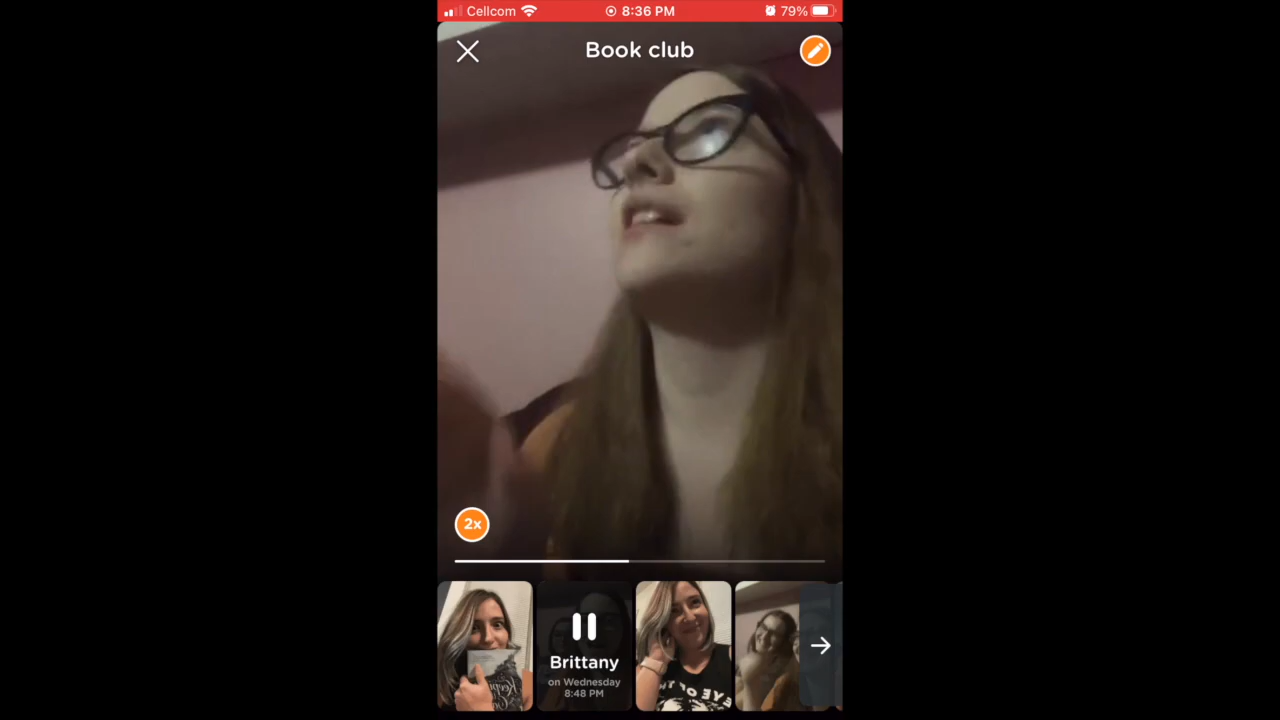 Cellcom 8:36 PM 79%
Book club
2x
Brittany
on Wednesday
8:48 PM